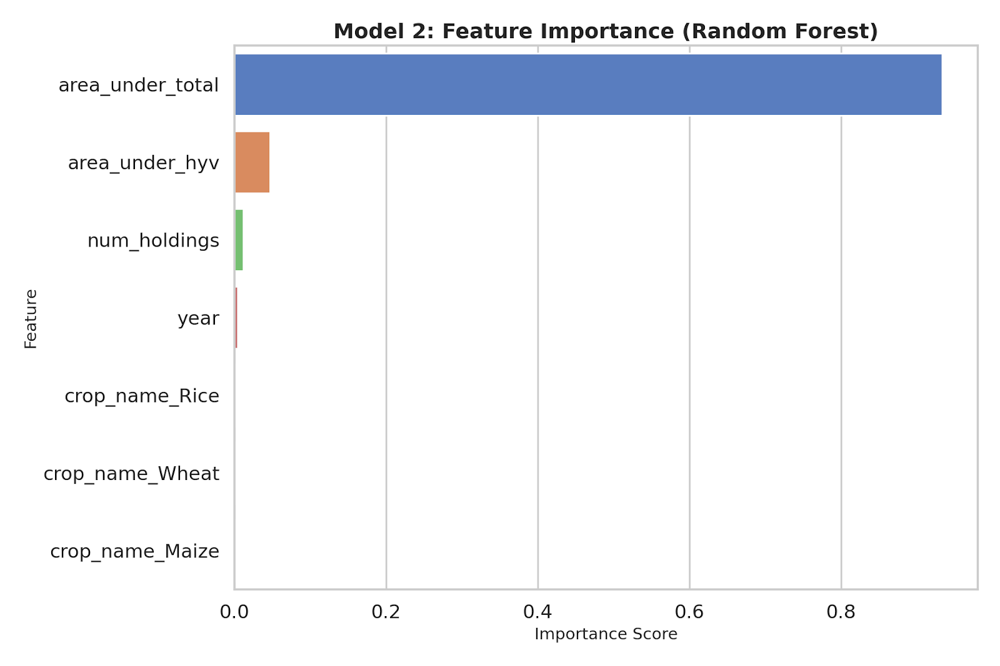 Model 2: Feature Importance (Random Forest)
area_under_total
area_under_hyv
num_holdings
year
crop_name_Rice
crop_name_Wheat
crop_name_Maize
Feature
0.0 0.2 0.4 0.6 0.8
Importance Score